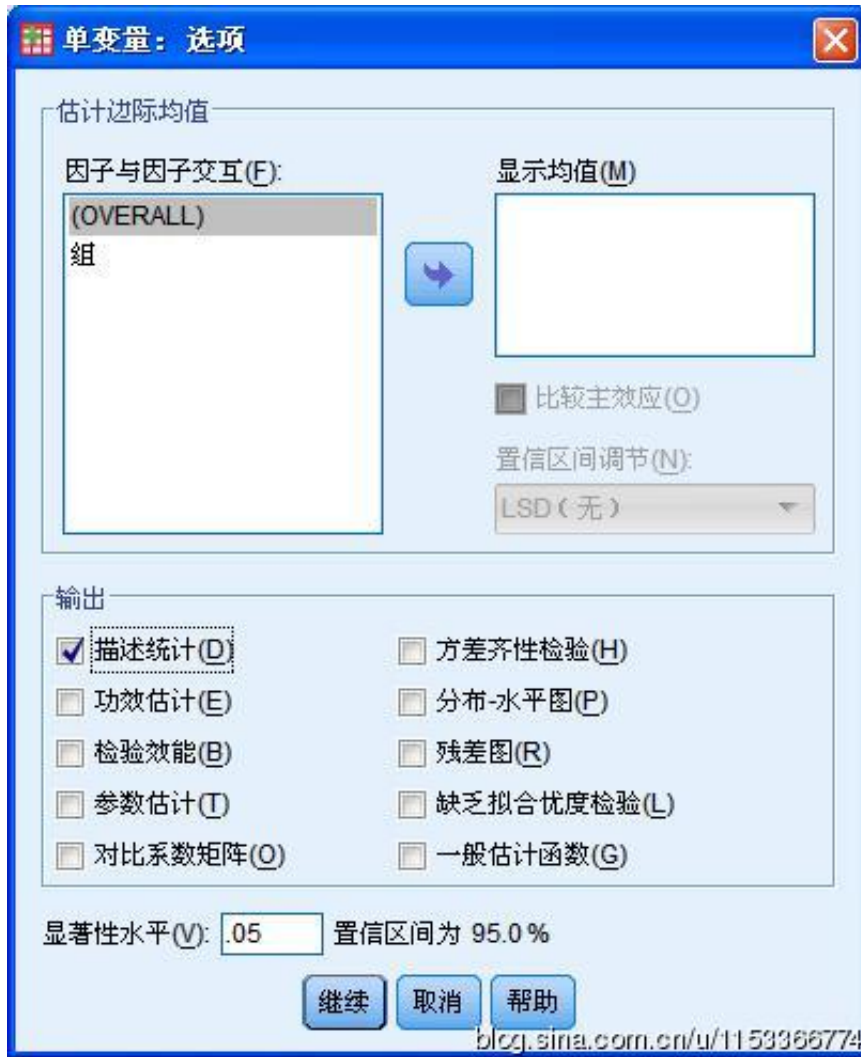 单变量：选项
估计边际均值
因子与因子交互(F):
(OVERALL)
组
显示均值(M)
比较主效应(O)
置信区间调节(N):
LSD（无）
输出
描述统计(D)
方差齐性检验(H)
功效估计(E)
分布-水平图(P)
检验效能(B)
残差图(R)
参数估计(T)
缺乏拟合优度检验(L)
对比系数矩阵(O)
一般估计函数(G)
显著性水平(V): .05 置信区间为 95.0 %
继续 取消 帮助
blog.sina.com.cn/u/1153366774